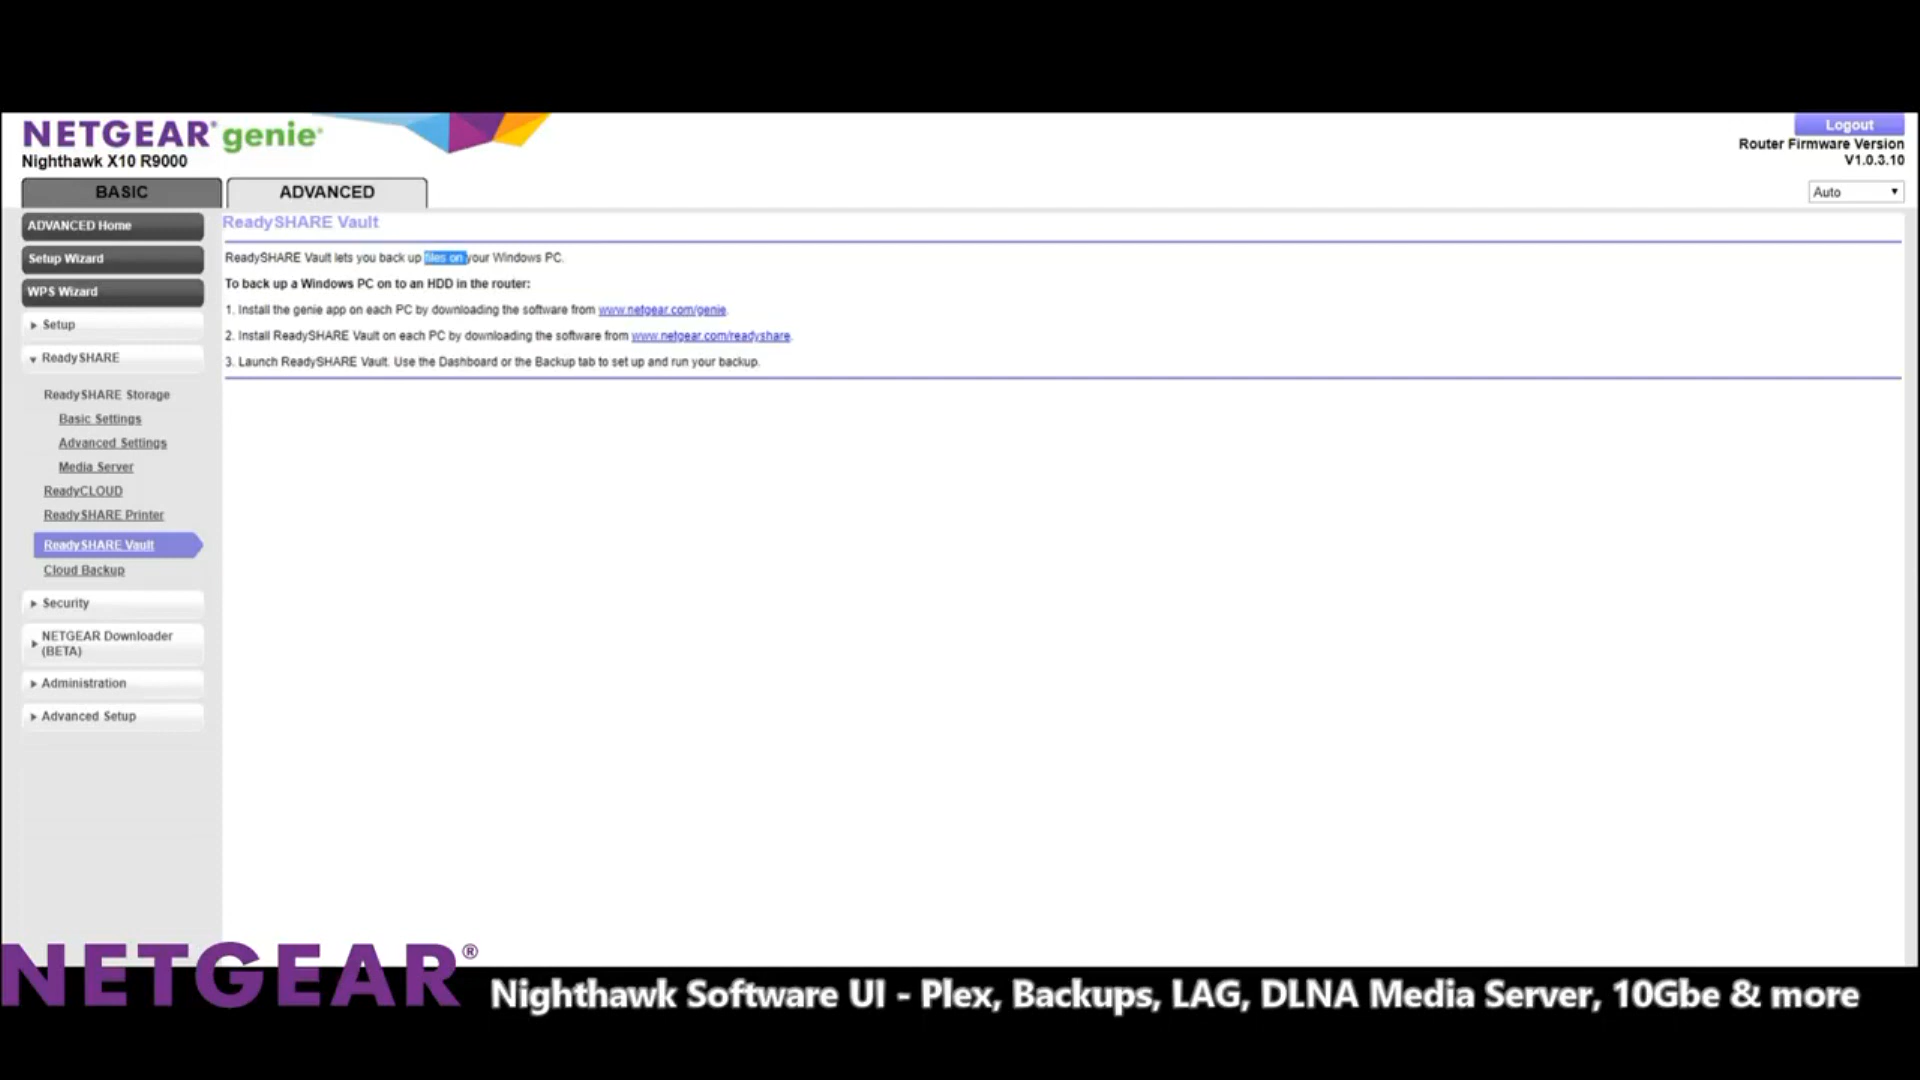 NETGEAR® genie®
Nighthawk X10 R9000
Logout
Router Firmware Version
V1.0.3.10
BASIC
ADVANCED
Auto
ADVANCED Home
Setup Wizard
WPS Wizard
Setup
ReadySHARE
ReadySHARE Storage
Basic Settings
Advanced Settings
Media Server
ReadyCLOUD
ReadySHARE Printer
ReadySHARE Vault
Cloud Backup
Security
NETGEAR Downloader
(BETA)
Administration
Advanced Setup
ReadySHARE Vault
ReadySHARE Vault lets you back up files on your Windows PC.
To back up a Windows PC on to an HDD in the router:
1. Install the genie app on each PC by downloading the software from www.netgear.com/genie.
2. Install ReadySHARE Vault on each PC by downloading the software from www.netgear.com/readyshare.
3. Launch ReadySHARE Vault. Use the Dashboard or the Backup tab to set up and run your backup.
NETGEAR®
Nighthawk Software UI - Plex, Backups, LAG, DLNA Media Server, 10Gbe & more